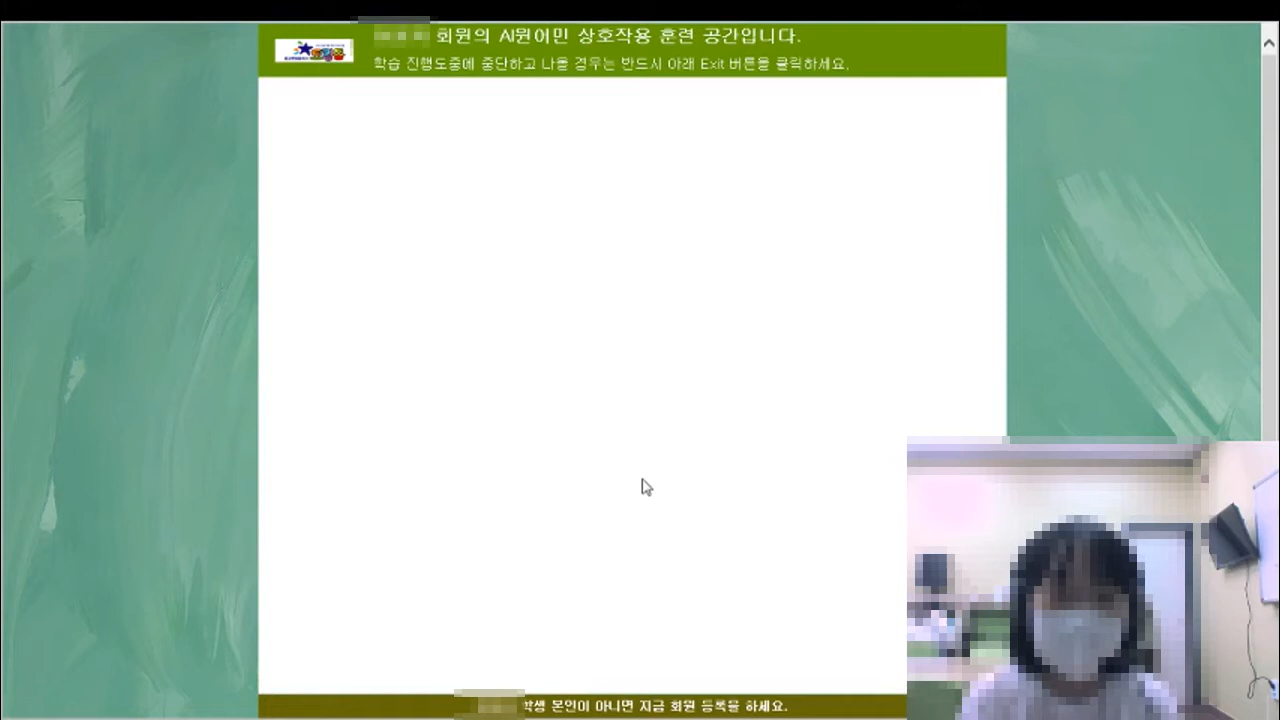 회원의 AI원어민 상호작용 훈련 공간입니다.
학습 진행도중에 중단하고 나올 경우는 반드시 아래 Exit 버튼을 클릭하세요.
학생 본인이 아니면 지금 회원 등록을 하세요.